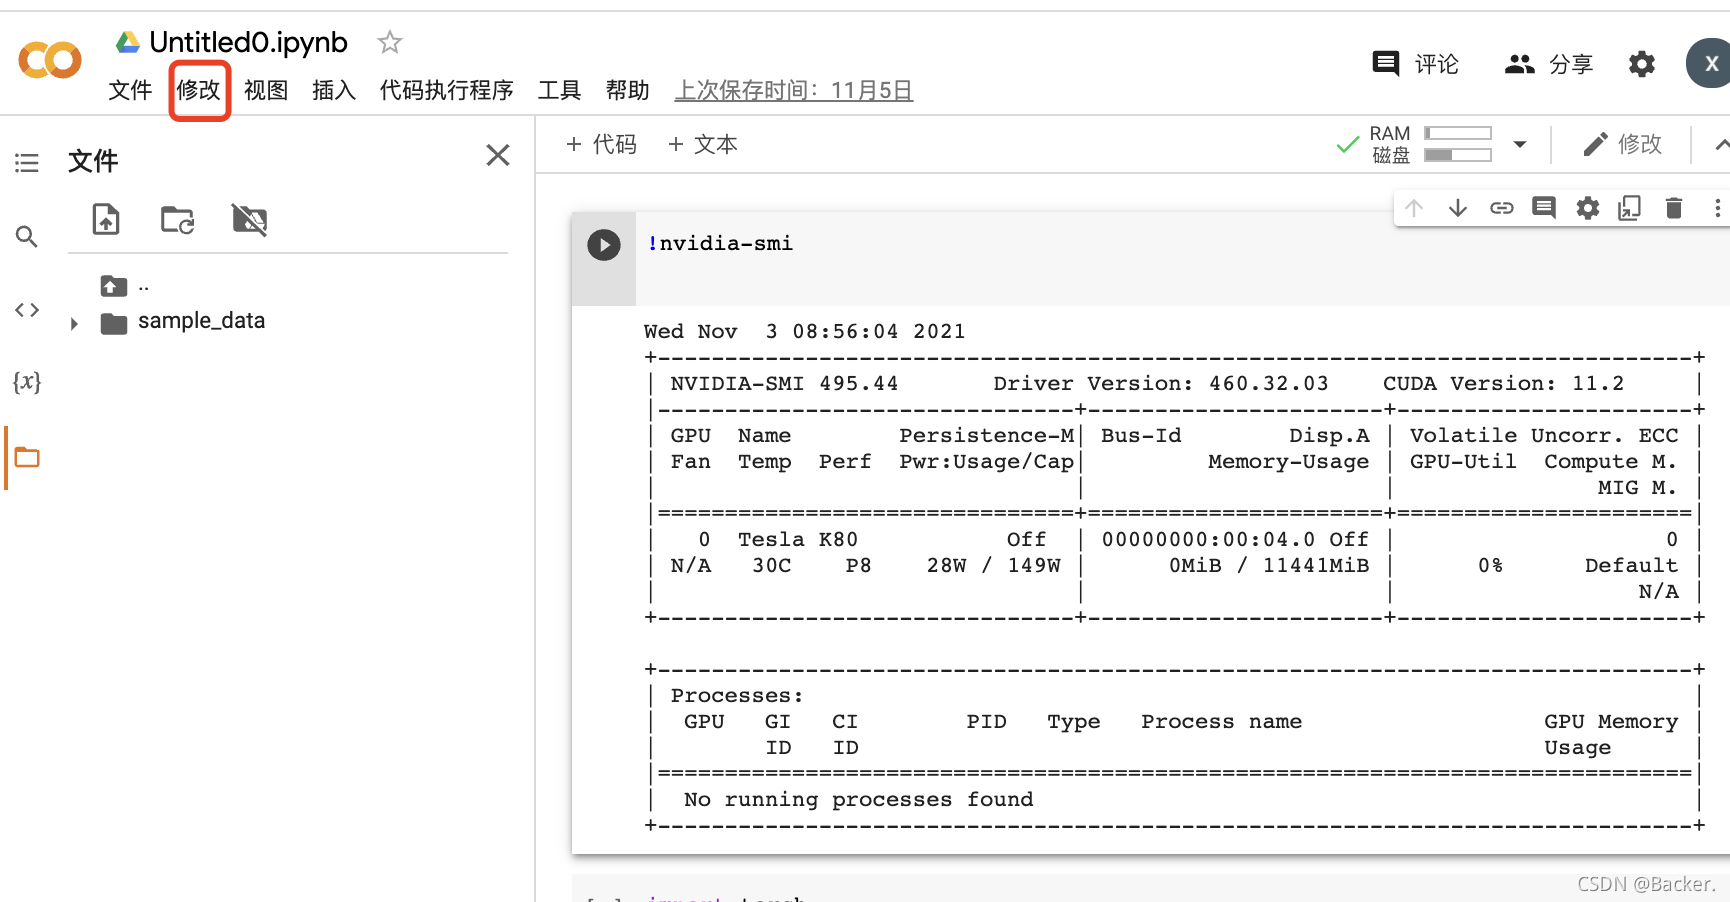 Untitled0.ipynb
文件 修改 视图 插入 代码执行程序 工具 帮助 上次保存时间：11月5日
评论 分享 X
文件
+ 代码 + 文本
RAM
磁盘
修改
..
sample_data
{x}
!nvidia-smi
Wed Nov  3 08:56:04 2021
+-----------------------------------------------------------------------------+
| NVIDIA-SMI 495.44       Driver Version: 460.32.03    CUDA Version: 11.2     |
|-------------------------------+----------------------+----------------------+
| GPU  Name        Persistence-M| Bus-Id        Disp.A | Volatile Uncorr. ECC |
| Fan  Temp  Perf  Pwr:Usage/Cap|         Memory-Usage | GPU-Util  Compute M. |
|                               |                      |               MIG M. |
|===============================+======================+======================|
|   0  Tesla K80           Off  | 00000000:00:04.0 Off |                    0 |
| N/A   30C    P8    28W / 149W |      0MiB / 11441MiB |      0%      Default |
|                               |                      |                  N/A |
+-------------------------------+----------------------+----------------------+
+-----------------------------------------------------------------------------+
| Processes:                                                                  |
|  GPU   GI   CI        PID   Type   Process name                  GPU Memory |
|        ID   ID                                                   Usage      |
|=============================================================================|
|  No running processes found                                                 |
+-----------------------------------------------------------------------------+
CSDN @Backer.